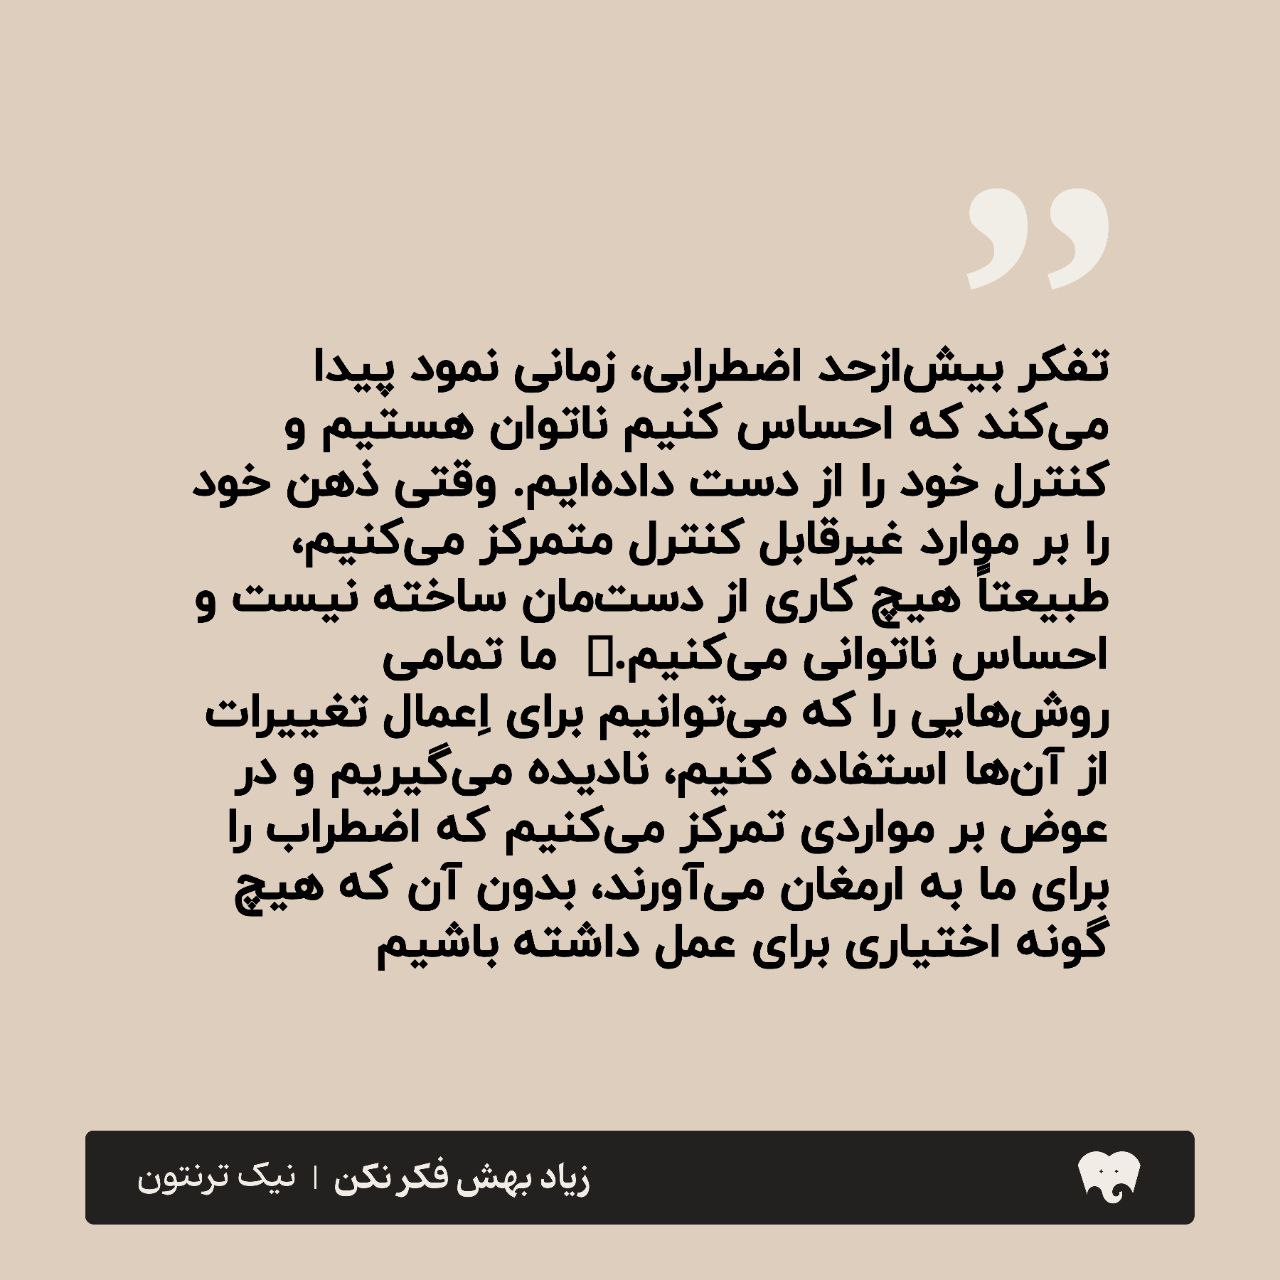 تفکر بیش‌ازحد اضطرابی، زمانی نمود پیدا
می‌کند که احساس کنیم ناتوان هستیم و
کنترل خود را از دست داده‌ایم. وقتی ذهن خود
را بر موارد غیرقابل کنترل متمرکز می‌کنیم،
طبیعتاً هیچ کاری از دست‌مان ساخته نیست و
احساس ناتوانی می‌کنیم. ما تمامی
روش‌هایی را که می‌توانیم برای اِعمال تغییرات
از آن‌ها استفاده کنیم، نادیده می‌گیریم و در
عوض بر مواردی تمرکز می‌کنیم که اضطراب را
برای ما به ارمغان می‌آورند، بدون آن که هیچ
گونه اختیاری برای عمل داشته باشیم
زیاد بهش فکر نکن | نیک ترنتون